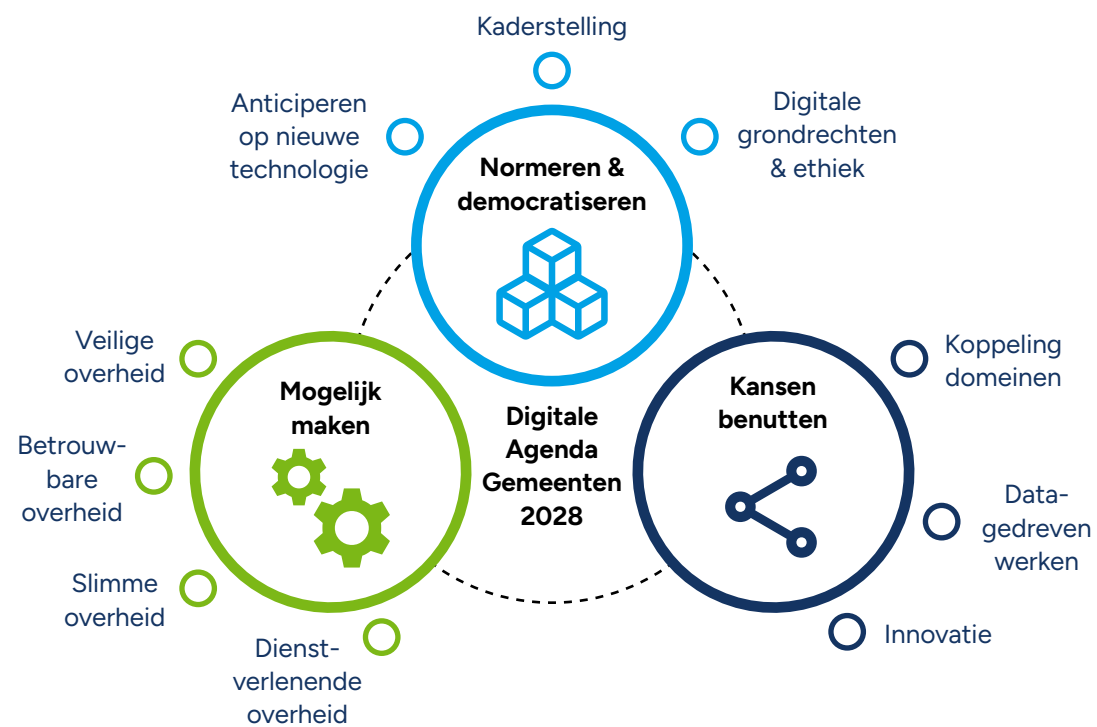 Kaderstelling
Anticiperen
op nieuwe
technologie
Digitale
grondrechten
& ethiek
Normeren &
democratiseren
Veilige
overheid
Betrouw-
bare
overheid
Slimme
overheid
Dienst-
verlenende
overheid
Mogelijk
maken
Digitale
Agenda
Gemeenten
2028
Kansen
benutten
Koppeling
domeinen
Data-
gedreven
werken
Innovatie